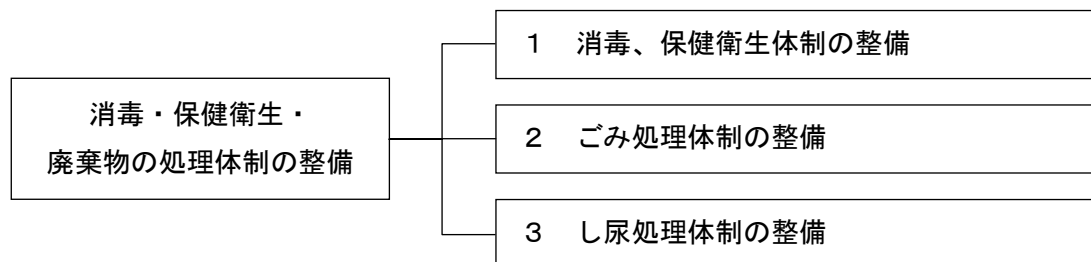 消毒・保健衛生・
廃棄物の処理体制の整備
１　消毒、保健衛生体制の整備
２　ごみ処理体制の整備
３　し尿処理体制の整備